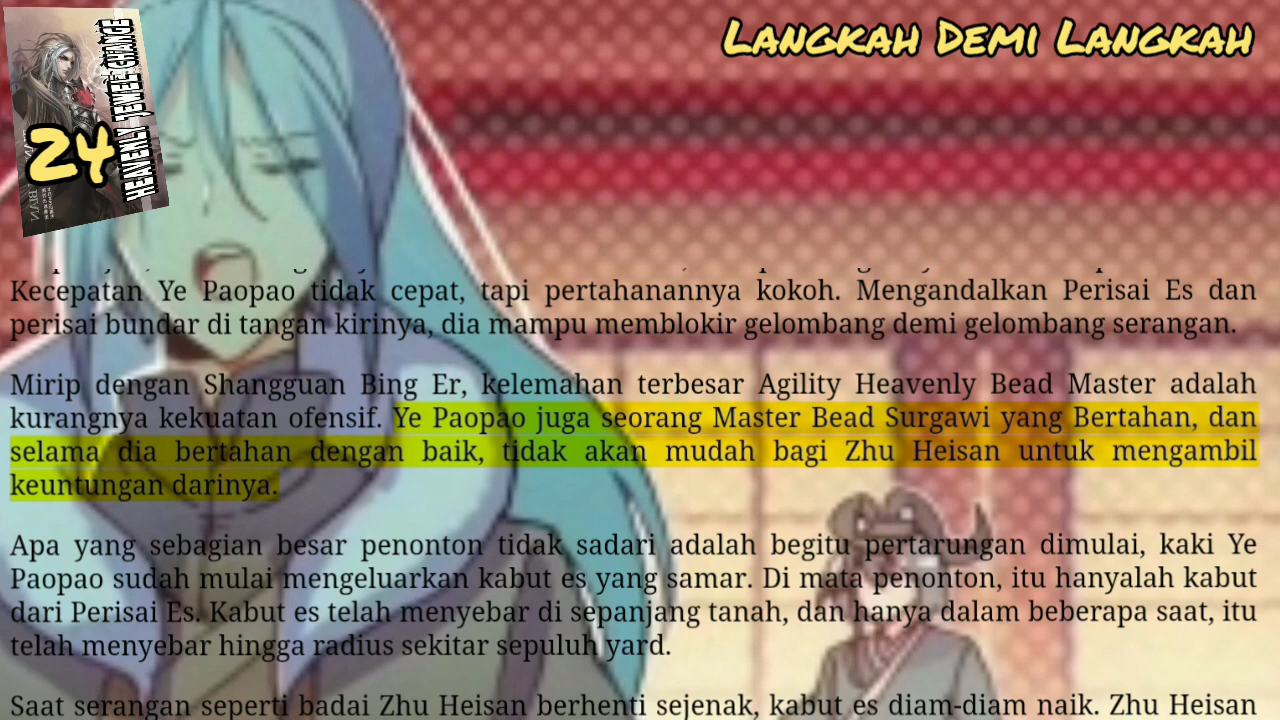 Langkah Demi Langkah
HEAVENLY JEWEL CHANGE
24
Kecepatan Ye Paopao tidak cepat, tapi pertahanannya kokoh. Mengandalkan Perisai Es dan
perisai bundar di tangan kirinya, dia mampu memblokir gelombang demi gelombang serangan.
Mirip dengan Shangguan Bing Er, kelemahan terbesar Agility Heavenly Bead Master adalah
kurangnya kekuatan ofensif. Ye Paopao juga seorang Master Bead Surgawi yang Bertahan, dan
selama dia bertahan dengan baik, tidak akan mudah bagi Zhu Heisan untuk mengambil
keuntungan darinya.
Apa yang sebagian besar penonton tidak sadari adalah begitu pertarungan dimulai, kaki Ye
Paopao sudah mulai mengeluarkan kabut es yang samar. Di mata penonton, itu hanyalah kabut
dari Perisai Es. Kabut es telah menyebar di sepanjang tanah, dan hanya dalam beberapa saat, itu
telah menyebar hingga radius sekitar sepuluh yard.
Saat serangan seperti badai Zhu Heisan berhenti sejenak, kabut es diam-diam naik. Zhu Heisan